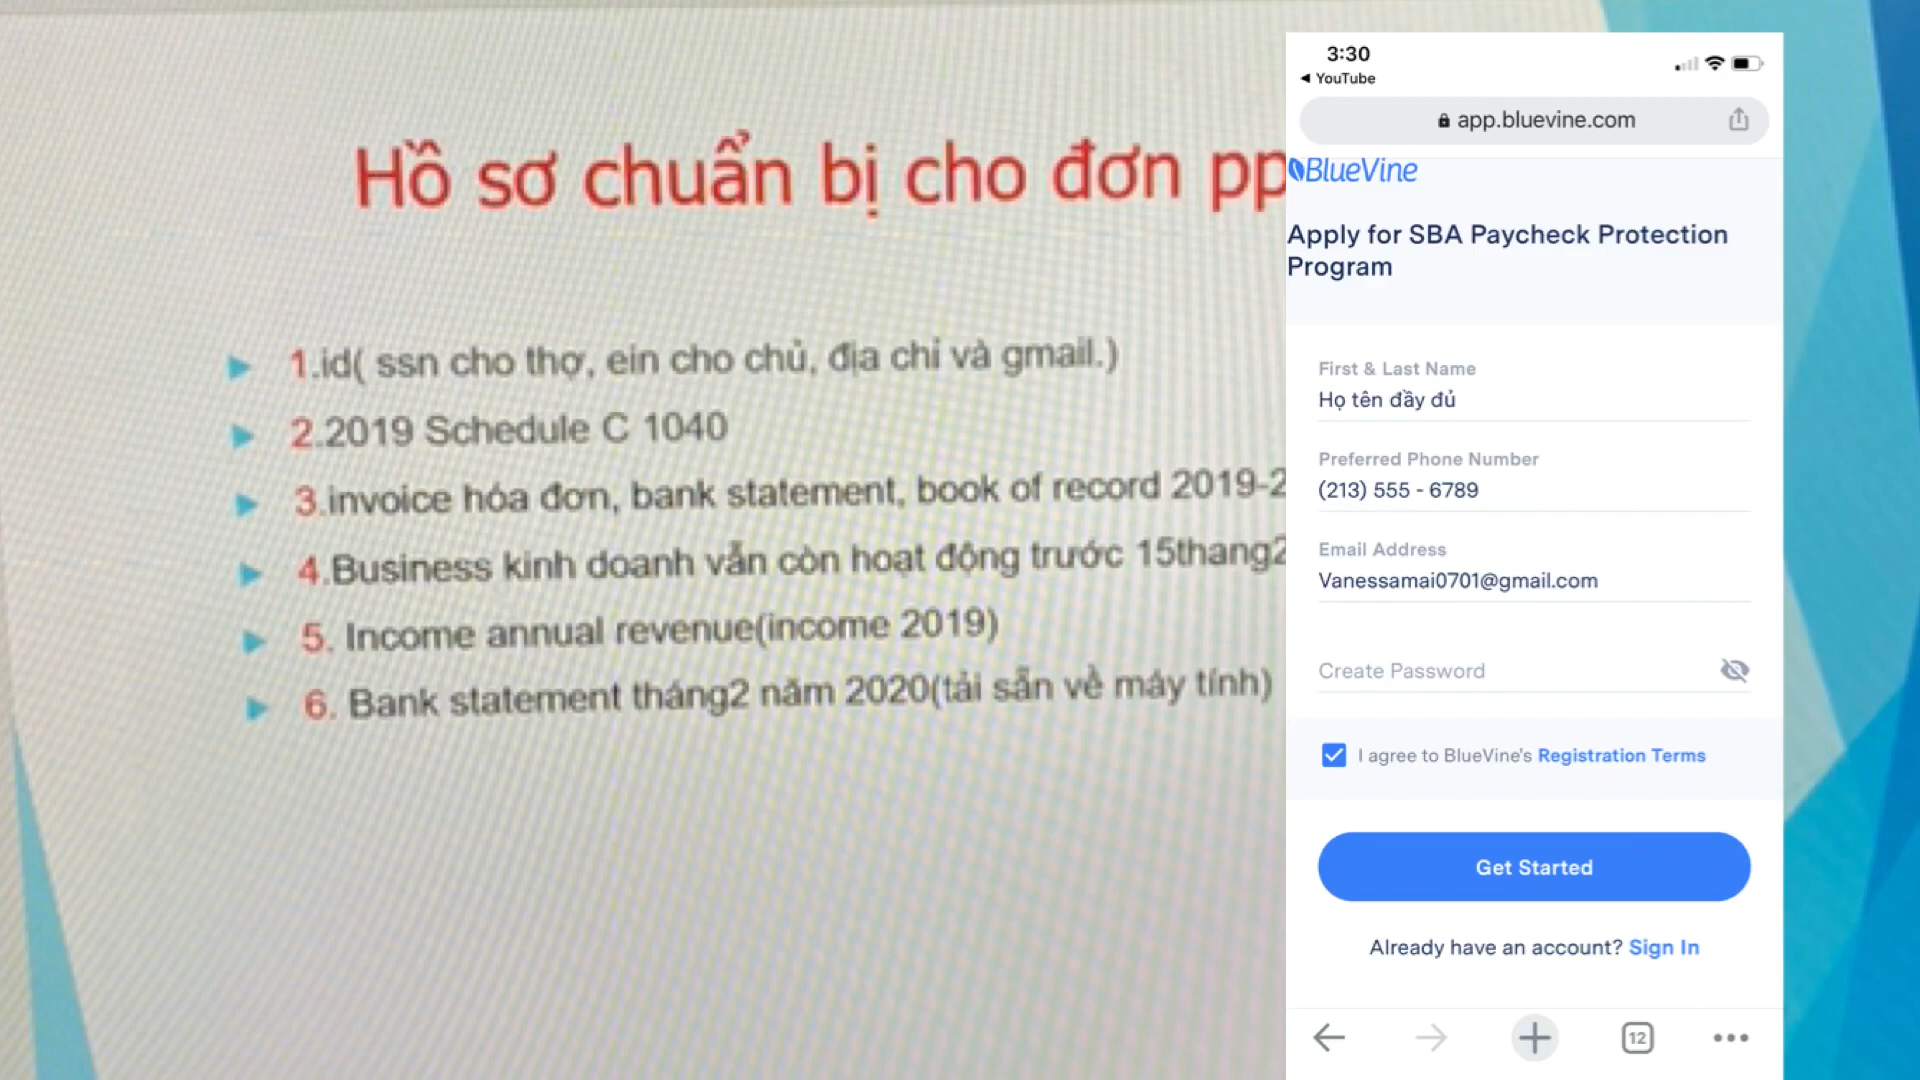 Hồ sơ chuẩn bị cho đơn pp
1.id( ssn cho thợ, ein cho chủ, địa chỉ và gmail.)
2.2019 Schedule C 1040
3.invoice hóa đơn, bank statement, book of record 2019-2
4.Business kinh doanh vẫn còn hoạt động trước 15thang2
5. Income annual revenue(income 2019)
6. Bank statement tháng2 năm 2020(tải sẵn về máy tính)
3:30
YouTube
app.bluevine.com
BlueVine
Apply for SBA Paycheck Protection
Program
First & Last Name
Họ tên đầy đủ
Preferred Phone Number
(213) 555 - 6789
Email Address
Vanessamai0701@gmail.com
Create Password
I agree to BlueVine's Registration Terms
Get Started
Already have an account? Sign In
12